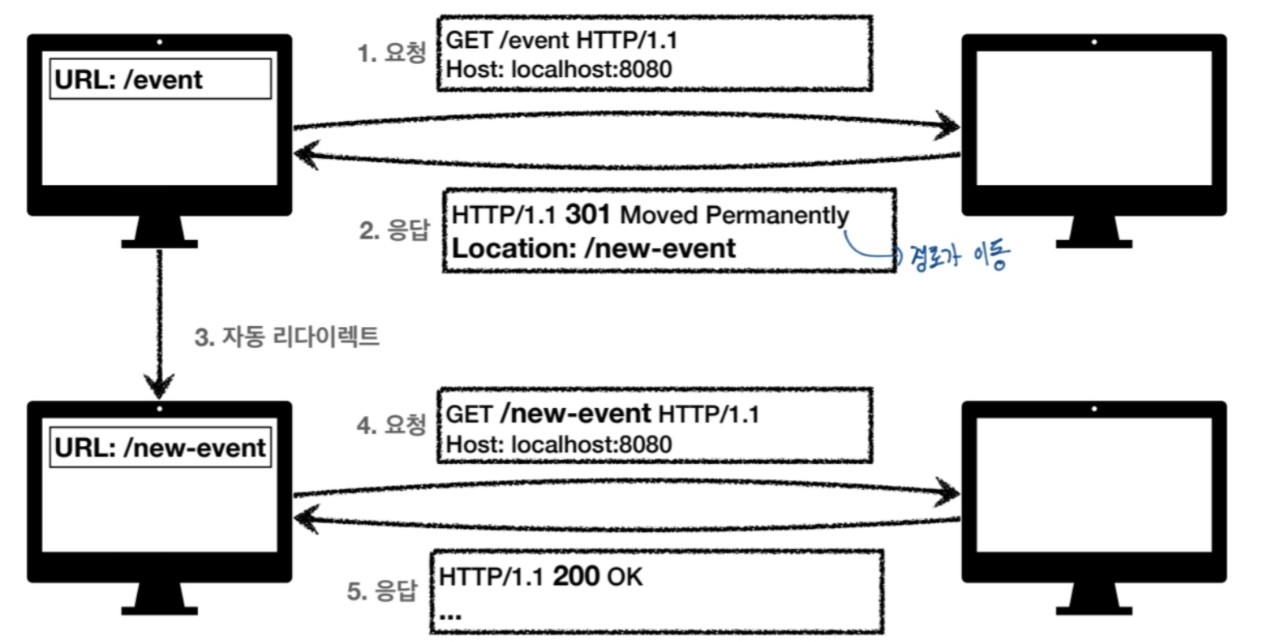 URL: /event
1. 요청
GET /event HTTP/1.1
Host: localhost:8080
2. 응답
HTTP/1.1 301 Moved Permanently
Location: /new-event
경로가 이동
3. 자동 리다이렉트
URL: /new-event
4. 요청
GET /new-event HTTP/1.1
Host: localhost:8080
5. 응답
HTTP/1.1 200 OK
...